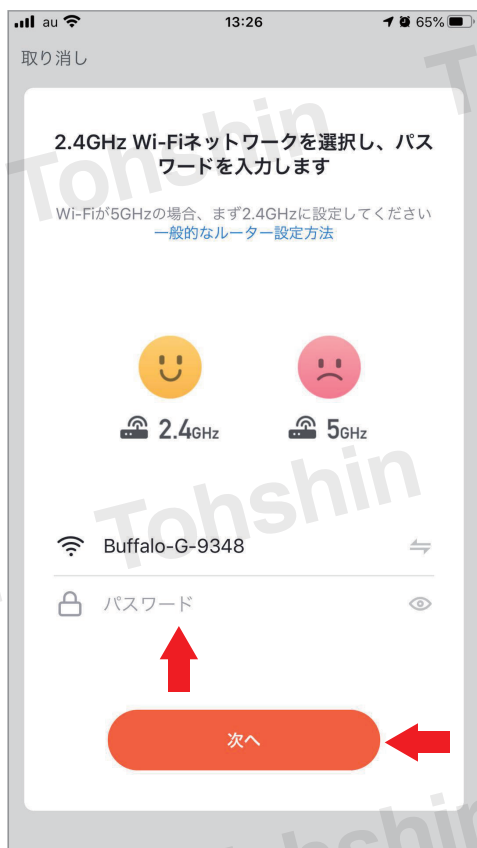 au 13:26 65%
取り消し
2.4GHz Wi-Fiネットワークを選択し、パス
ワードを入力します
Wi-Fiが5GHzの場合、まず2.4GHzに設定してください
一般的なルーター設定方法
2.4GHz 5GHz
Buffalo-G-9348
パスワード
次へ
Tohshin
Tohshin
Tohshin